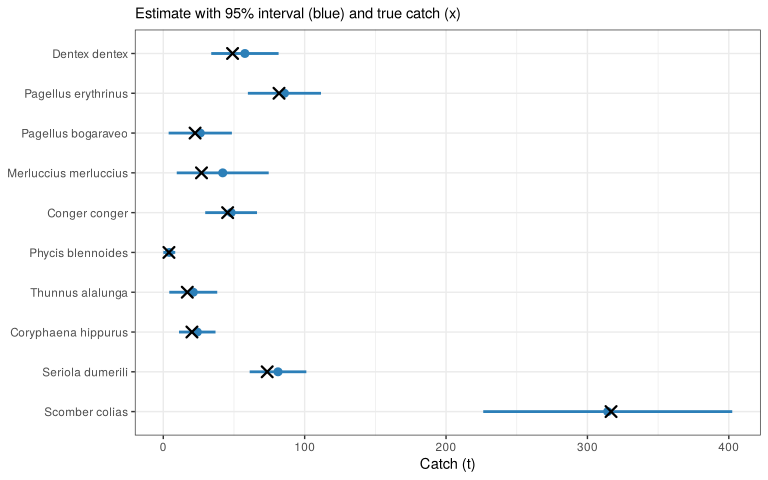 Estimate with 95% interval (blue) and true catch (x)
Dentex dentex
Pagellus erythrinus
Pagellus bogaraveo
Merluccius merluccius
Conger conger
Phycis blennoides
Thunnus alalunga
Coryphaena hippurus
Seriola dumerili
Scomber colias
0 100 200 300 400
Catch (t)